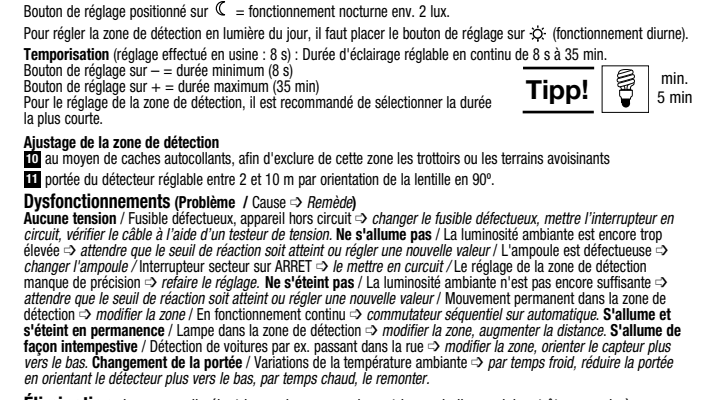 Bouton de réglage positionné sur ☾ = fonctionnement nocturne env. 2 lux.
Pour régler la zone de détection en lumière du jour, il faut placer le bouton de réglage sur ☼ (fonctionnement diurne).
Temporisation (réglage effectué en usine : 8 s) : Durée d'éclairage réglable en continu de 8 s à 35 min.
Bouton de réglage sur – = durée minimum (8 s)
Bouton de réglage sur + = durée maximum (35 min)
Pour le réglage de la zone de détection, il est recommandé de sélectionner la durée
la plus courte.
Tipp!
min.
5 min
Ajustage de la zone de détection
10 au moyen de caches autocollants, afin d'exclure de cette zone les trottoirs ou les terrains avoisinants
11 portée du détecteur réglable entre 2 et 10 m par orientation de la lentille en 90º.
Dysfonctionnements (Problème / Cause ➩ Remède)
Aucune tension / Fusible défectueux, appareil hors circuit ➩ changer le fusible défectueux, mettre l'interrupteur en
circuit, vérifier le câble à l'aide d'un testeur de tension. Ne s'allume pas / La luminosité ambiante est encore trop
élevée ➩ attendre que le seuil de réaction soit atteint ou régler une nouvelle valeur / L'ampoule est défectueuse ➩
changer l'ampoule / Interrupteur secteur sur ARRET ➩ le mettre en curcuit / Le réglage de la zone de détection
manque de précision ➩ refaire le réglage. Ne s'éteint pas / La luminosité ambiante n'est pas encore suffisante ➩
attendre que le seuil de réaction soit atteint ou régler une nouvelle valeur / Mouvement permanent dans la zone de
détection ➩ modifier la zone / En fonctionnement continu ➩ commutateur séquentiel sur automatique. S'allume et
s'éteint en permanence / Lampe dans la zone de détection ➩ modifier la zone, augmenter la distance. S'allume de
façon intempestive / Détection de voitures par ex. passant dans la rue ➩ modifier la zone, orienter le capteur plus
vers le bas. Changement de la portée / Variations de la température ambiante ➩ par temps froid, réduire la portée
en orientant le détecteur plus vers le bas, par temps chaud, le remonter.